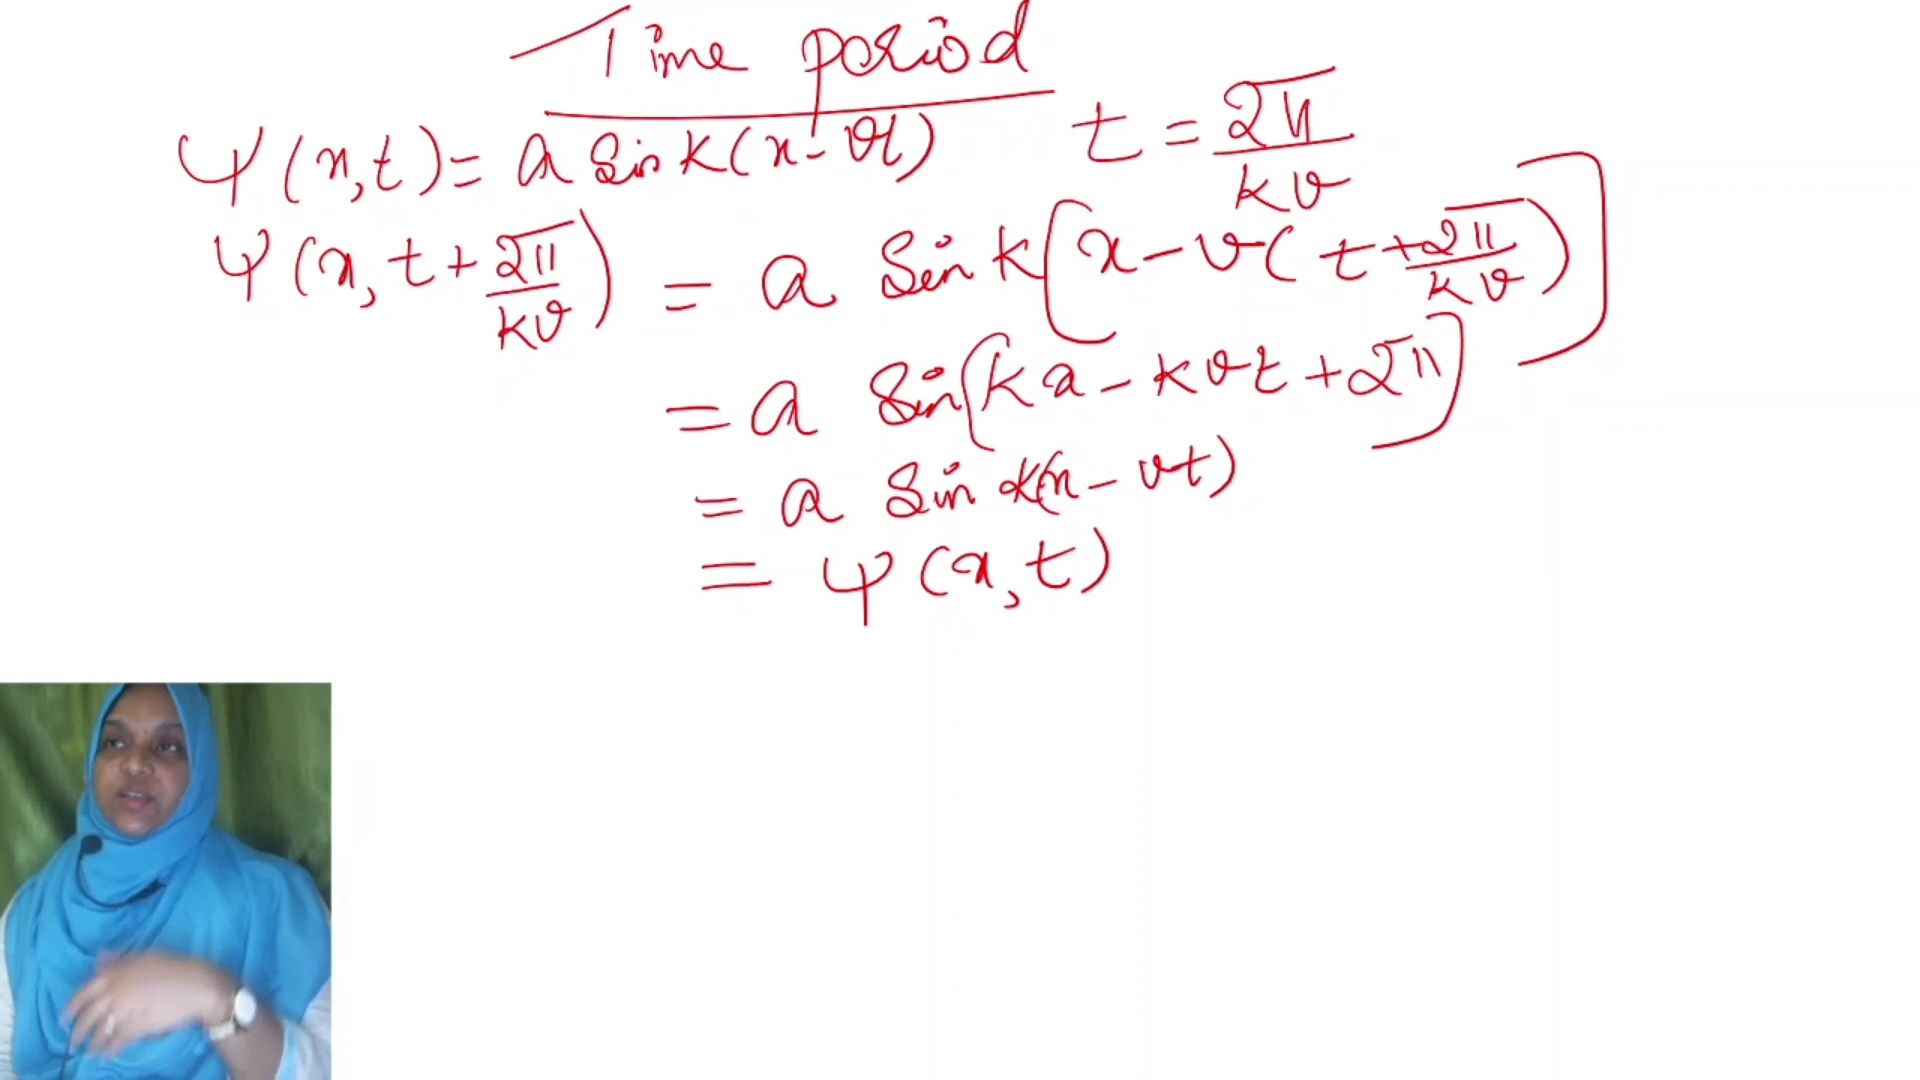 Time period
ψ(x,t) = a sin k(x - vt) t = 2π/kv
ψ(x, t + 2π/kv) = a sin k[x - v(t + 2π/kv)]
= a sin[kx - kvt + 2π]
= a sin k(x - vt)
= ψ(x,t)